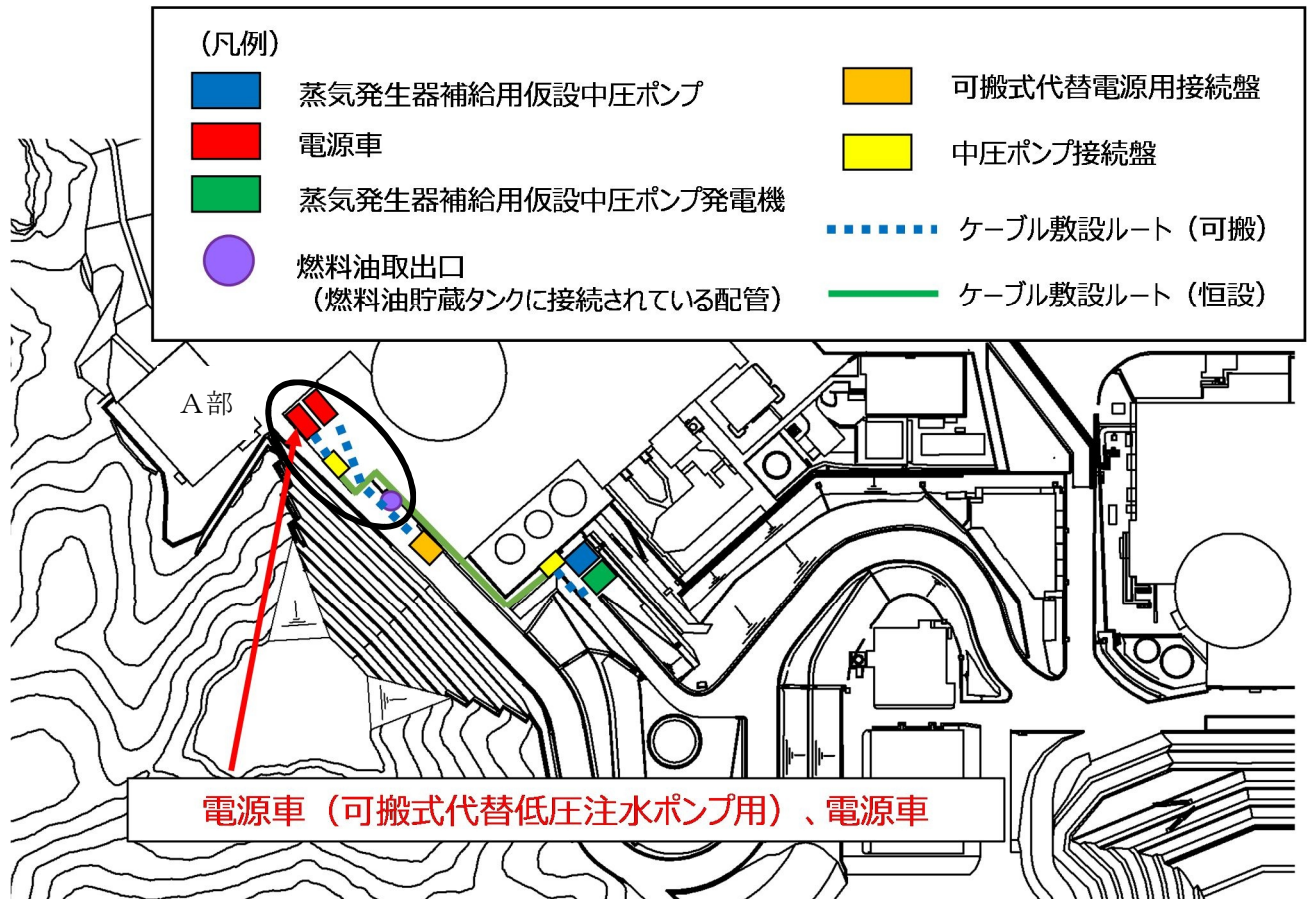 （凡例）
蒸気発生器補給用仮設中圧ポンプ
電源車
蒸気発生器補給用仮設中圧ポンプ発電機
燃料油取出口
（燃料油貯蔵タンクに接続されている配管）
可搬式代替電源用接続盤
中圧ポンプ接続盤
ケーブル敷設ルート（可搬）
ケーブル敷設ルート（恒設）
A部
電源車（可搬式代替低圧注水ポンプ用）、電源車